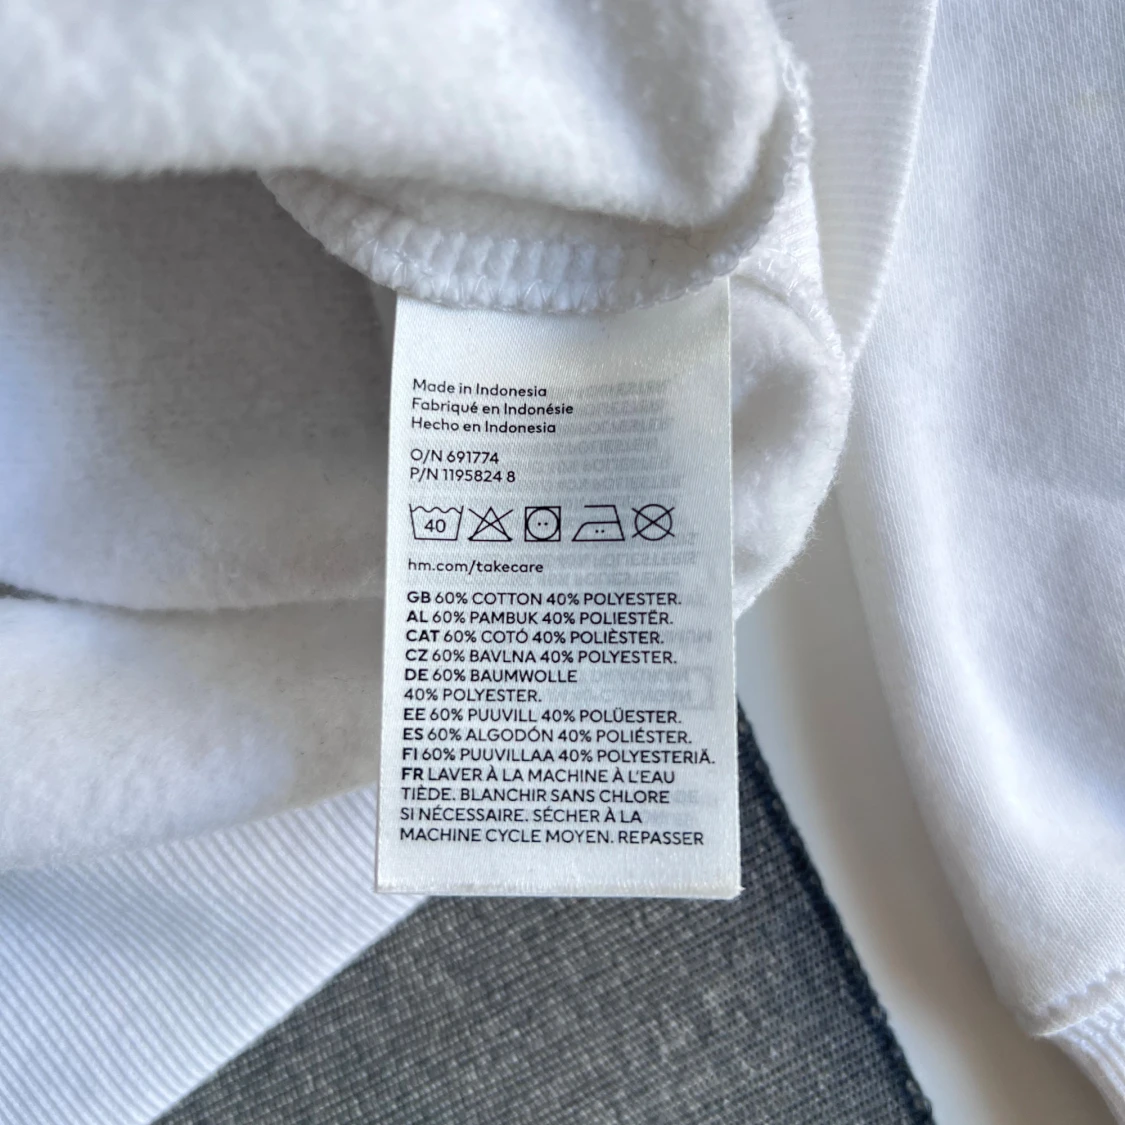 Made in Indonesia
Fabriqué en Indonésie
Hecho en Indonesia
O/N 691774
P/N 1195824 8
40
hm.com/takecare
GB 60% COTTON 40% POLYESTER.
AL 60% PAMBUK 40% POLIESTËR.
CAT 60% COTÓ 40% POLIÈSTER.
CZ 60% BAVLNA 40% POLYESTER.
DE 60% BAUMWOLLE
40% POLYESTER.
EE 60% PUUVILL 40% POLÜESTER.
ES 60% ALGODÓN 40% POLIÉSTER.
FI 60% PUUVILLAA 40% POLYESTERIÄ.
FR LAVER À LA MACHINE À L'EAU
TIÈDE. BLANCHIR SANS CHLORE
SI NÉCESSAIRE. SÉCHER À LA
MACHINE CYCLE MOYEN. REPASSER